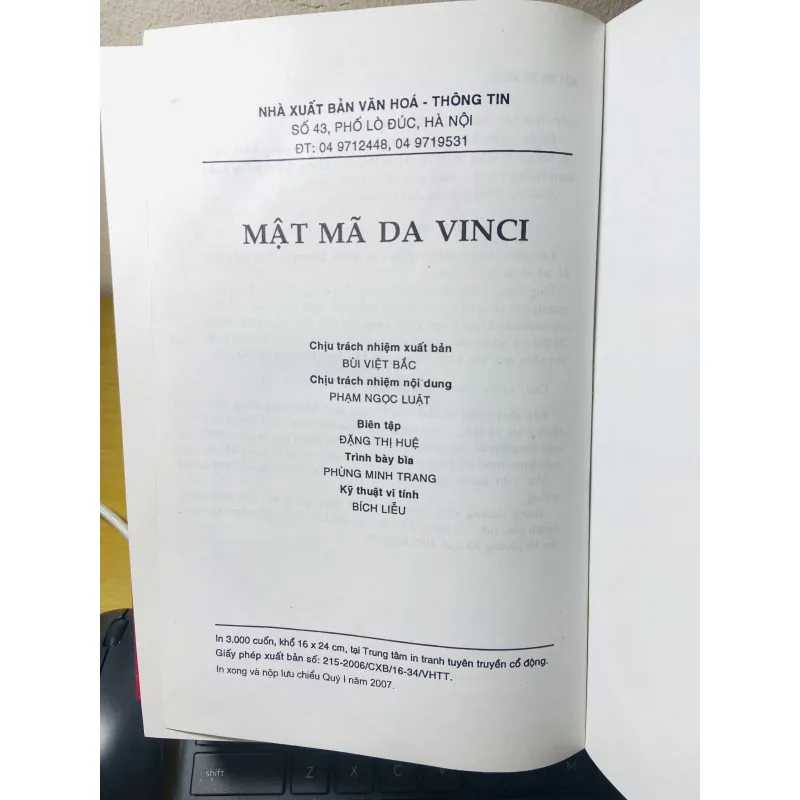 NHÀ XUẤT BẢN VĂN HOÁ - THÔNG TIN
SỐ 43, PHỐ LÒ ĐÚC, HÀ NỘI
ĐT: 04 9712448, 04 9719531
MẬT MÃ DA VINCI
Chịu trách nhiệm xuất bản
BÙI VIỆT BẮC
Chịu trách nhiệm nội dung
PHẠM NGỌC LUẬT
Biên tập
ĐẶNG THỊ HUỆ
Trình bày bìa
PHÙNG MINH TRANG
Kỹ thuật vi tính
BÍCH LIỄU
In 3.000 cuốn, khổ 16 x 24 cm, tại Trung tâm in tranh tuyên truyền cổ động.
Giấy phép xuất bản số: 215-2006/CXB/16-34/VHTT.
In xong và nộp lưu chiểu Quý I năm 2007.
shift Z X C V M